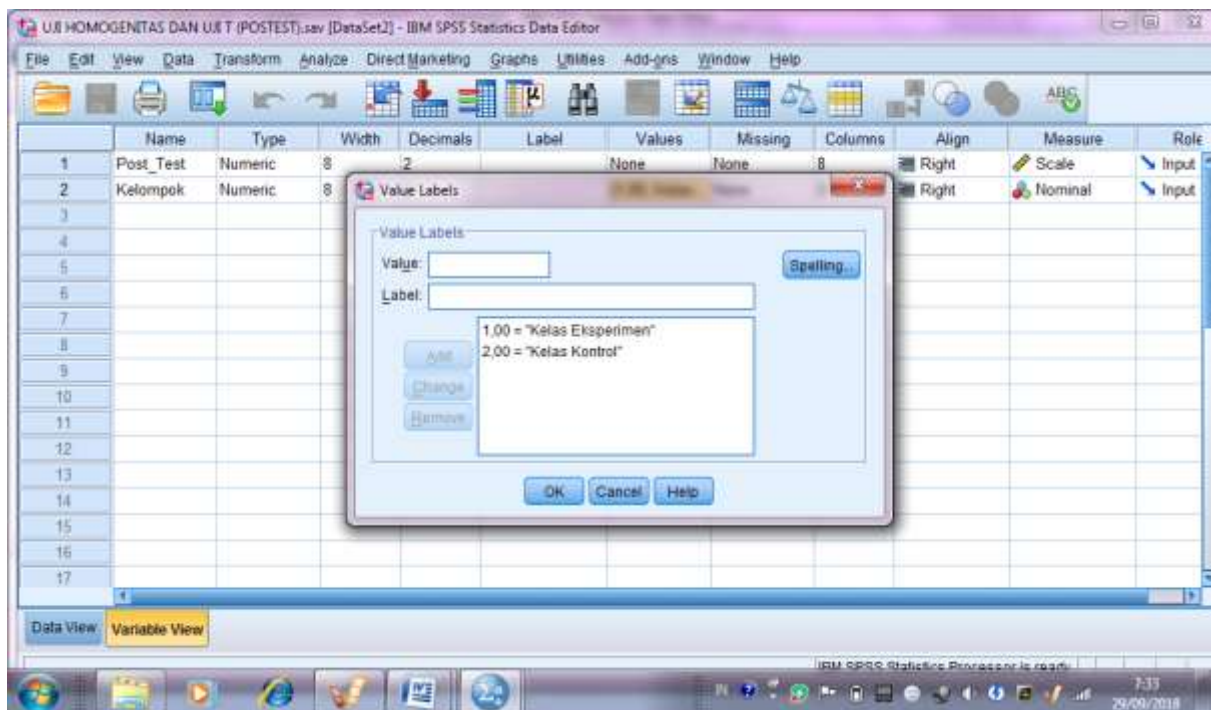 UJI HOMOGENITAS DAN UJI T (POSTEST).sav [DataSet2] - IBM SPSS Statistics Data Editor
File Edit View Data Transform Analyze Direct Marketing Graphs Utilities Add-ons Window Help
Name Type Width Decimals Label Values Missing Columns Align Measure Role
1 Post_Test Numeric 8 2 None None 8 Right Scale Input
2 Kelompok Numeric 8 Right Nominal Input
3
4
5
6
7
8
9
10
11
12
13
14
15
16
17
Value Labels
Value Labels
Value:
Spelling...
Label:
1,00 = "Kelas Eksperimen"
2,00 = "Kelas Kontrol"
Add
Change
Remove
OK Cancel Help
Data View Variable View
IBM SPSS Statistics Processor is ready
7:33
29/09/2018